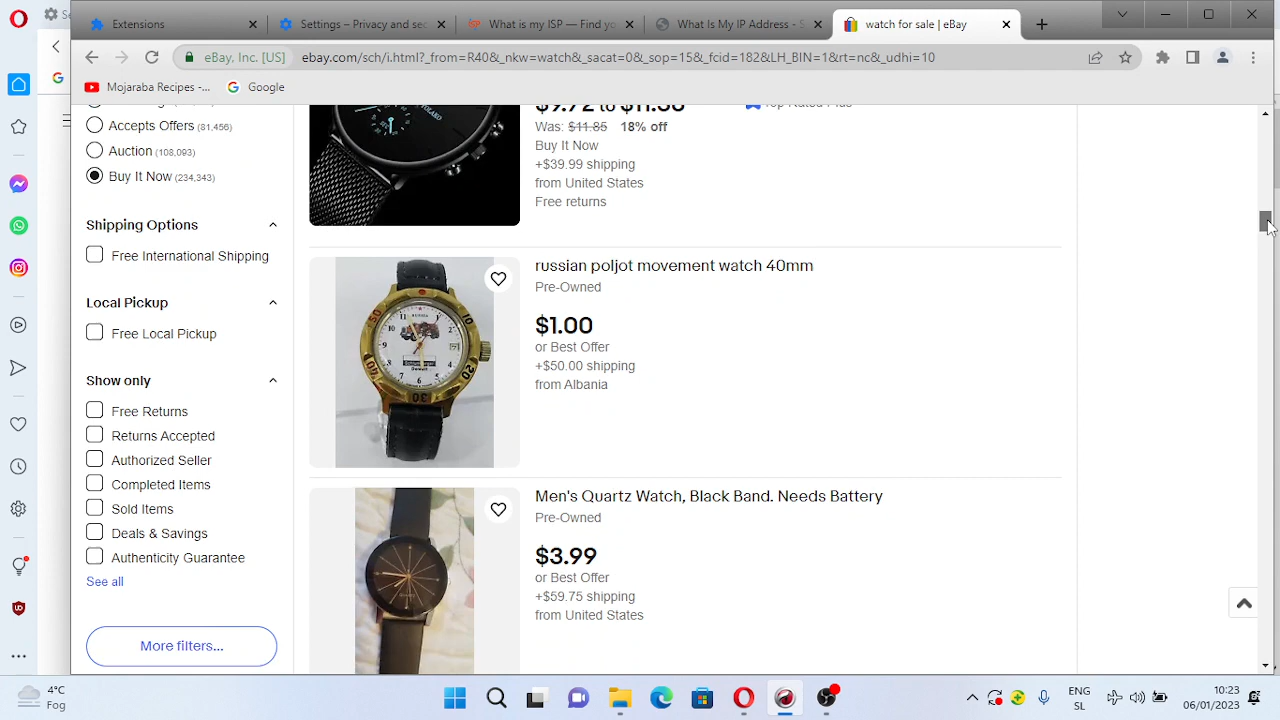 Se
Extensions
Settings – Privacy and sec
ISP
What is my ISP — Find yo
What Is My IP Address - S
watch for sale | eBay
eBay, Inc. [US]
ebay.com/sch/i.html?_from=R40&_nkw=watch&_sacat=0&_sop=15&_fcid=182&LH_BIN=1&rt=nc&_udhi=10
Mojaraba Recipes -...
Google
Accepts Offers (81,456)
Auction (108,093)
Buy It Now (234,343)
Shipping Options
Free International Shipping
Local Pickup
Free Local Pickup
Show only
Free Returns
Returns Accepted
Authorized Seller
Completed Items
Sold Items
Deals & Savings
Authenticity Guarantee
See all
More filters...
Top Rated Plus
Was: $11.85 18% off
Buy It Now
+$39.99 shipping
from United States
Free returns
russian poljot movement watch 40mm
Pre-Owned
$1.00
or Best Offer
+$50.00 shipping
from Albania
Men's Quartz Watch, Black Band. Needs Battery
Pre-Owned
$3.99
or Best Offer
+$59.75 shipping
from United States
4°C
Fog
ENG
SL
10:23
06/01/2023